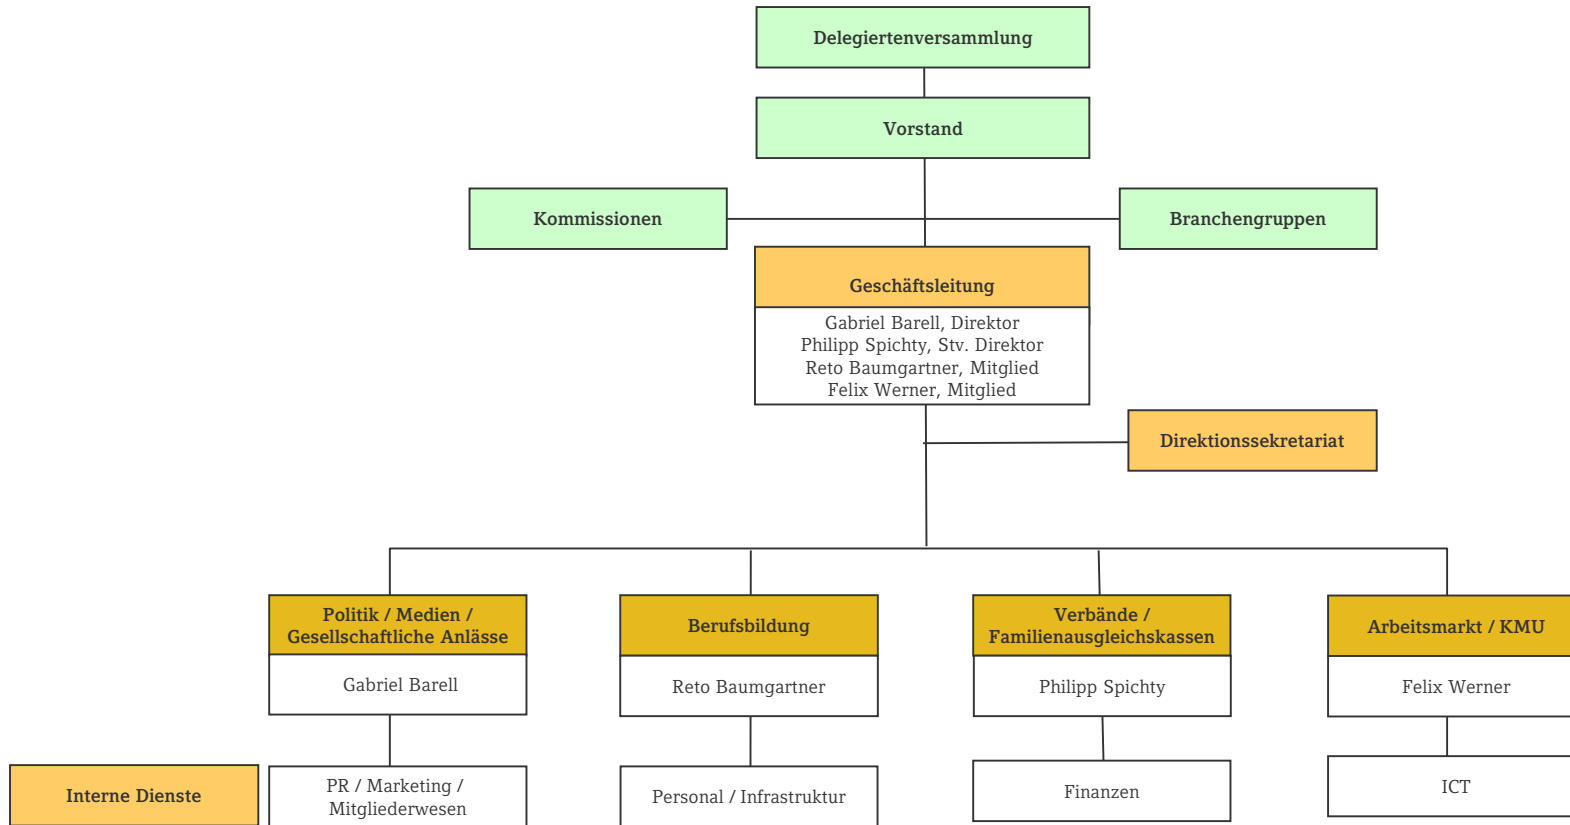 Delegiertenversammlung
Vorstand
Kommissionen
Branchengruppen
Geschäftsleitung
Gabriel Barell, Direktor
Philipp Spichty, Stv. Direktor
Reto Baumgartner, Mitglied
Felix Werner, Mitglied
Direktionssekretariat
Politik / Medien /
Gesellschaftliche Anlässe
Gabriel Barell
Berufsbildung
Reto Baumgartner
Verbände /
Familienausgleichskassen
Philipp Spichty
Arbeitsmarkt / KMU
Felix Werner
Interne Dienste
PR / Marketing /
Mitgliederwesen
Personal / Infrastruktur
Finanzen
ICT